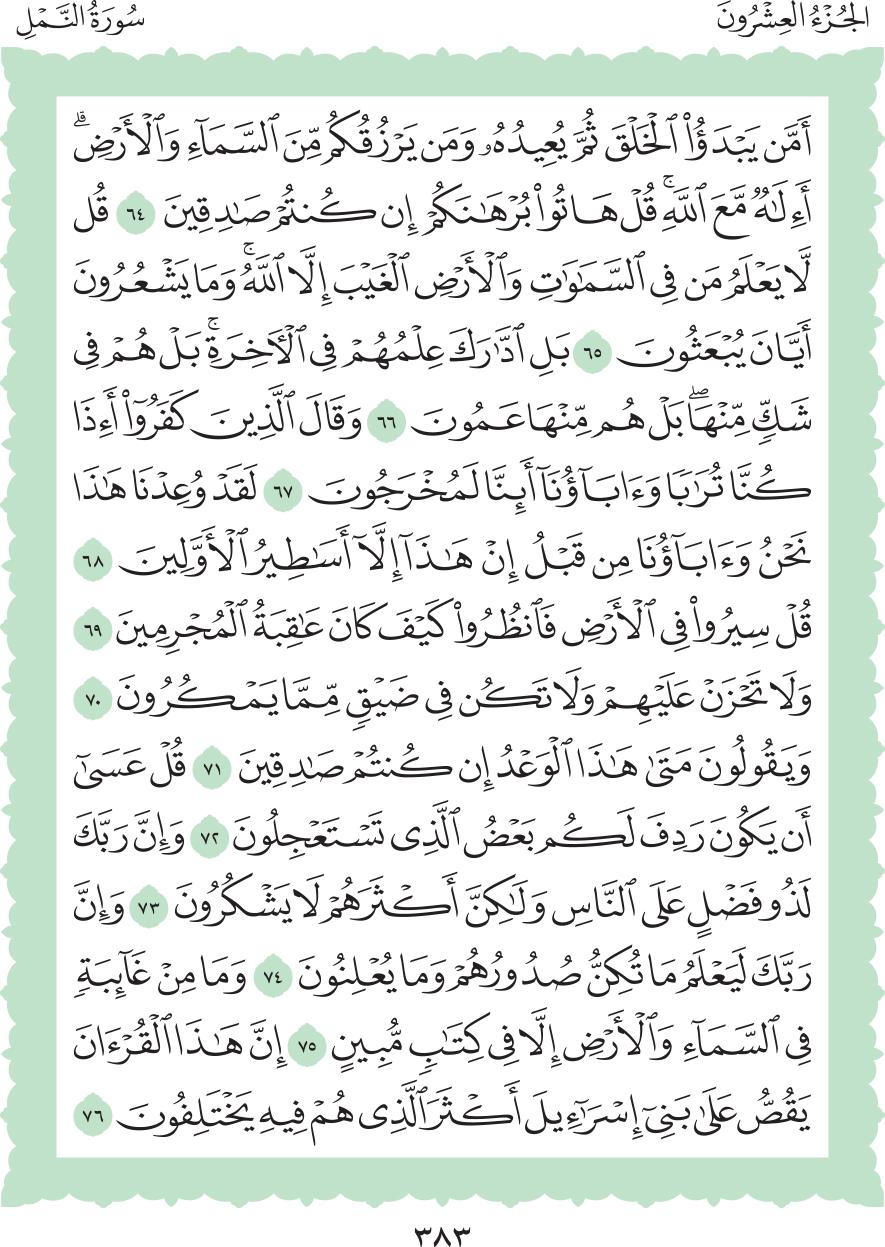 الجُزْءُ العِشْرُونَ
سُورَةُ النَّمْلِ
أَمَّن يَبْدَؤُاْ ٱلْخَلْقَ ثُمَّ يُعِيدُهُۥ وَمَن يَرْزُقُكُم مِّنَ ٱلسَّمَآءِ وَٱلْأَرْضِۗ
أَءِلَٰهٌ مَّعَ ٱللَّهِۚ قُلْ هَاتُواْ بُرْهَٰنَكُمْ إِن كُنتُمْ صَٰدِقِينَ ٦٤ قُل
لَّا يَعْلَمُ مَن فِي ٱلسَّمَٰوَٰتِ وَٱلْأَرْضِ ٱلْغَيْبَ إِلَّا ٱللَّهُۚ وَمَا يَشْعُرُونَ
أَيَّانَ يُبْعَثُونَ ٦٥ بَلِ ٱدَّٰرَكَ عِلْمُهُمْ فِي ٱلْأٓخِرَةِۚ بَلْ هُمْ فِي
شَكٍّ مِّنْهَاۖ بَلْ هُم مِّنْهَا عَمُونَ ٦٦ وَقَالَ ٱلَّذِينَ كَفَرُوٓاْ أَءِذَا
كُنَّا تُرَٰبًا وَءَابَآؤُنَآ أَئِنَّا لَمُخْرَجُونَ ٦٧ لَقَدْ وُعِدْنَا هَٰذَا
نَحْنُ وَءَابَآؤُنَا مِن قَبْلُ إِنْ هَٰذَآ إِلَّآ أَسَٰطِيرُ ٱلْأَوَّلِينَ ٦٨
قُلْ سِيرُواْ فِي ٱلْأَرْضِ فَٱنظُرُواْ كَيْفَ كَانَ عَٰقِبَةُ ٱلْمُجْرِمِينَ ٦٩
وَلَا تَحْزَنْ عَلَيْهِمْ وَلَا تَكُن فِي ضَيْقٍ مِّمَّا يَمْكُرُونَ ٧٠
وَيَقُولُونَ مَتَىٰ هَٰذَا ٱلْوَعْدُ إِن كُنتُمْ صَٰدِقِينَ ٧١ قُلْ عَسَىٰٓ
أَن يَكُونَ رَدِفَ لَكُم بَعْضُ ٱلَّذِي تَسْتَعْجِلُونَ ٧٢ وَإِنَّ رَبَّكَ
لَذُو فَضْلٍ عَلَى ٱلنَّاسِ وَلَٰكِنَّ أَكْثَرَهُمْ لَا يَشْكُرُونَ ٧٣ وَإِنَّ
رَبَّكَ لَيَعْلَمُ مَا تُكِنُّ صُدُورُهُمْ وَمَا يُعْلِنُونَ ٧٤ وَمَا مِنْ غَآئِبَةٍ
فِي ٱلسَّمَآءِ وَٱلْأَرْضِ إِلَّا فِي كِتَٰبٍ مُّبِينٍ ٧٥ إِنَّ هَٰذَا ٱلْقُرْءَانَ
يَقُصُّ عَلَىٰ بَنِيٓ إِسْرَٰٓءِيلَ أَكْثَرَ ٱلَّذِي هُمْ فِيهِ يَخْتَلِفُونَ ٧٦
٣٨٣